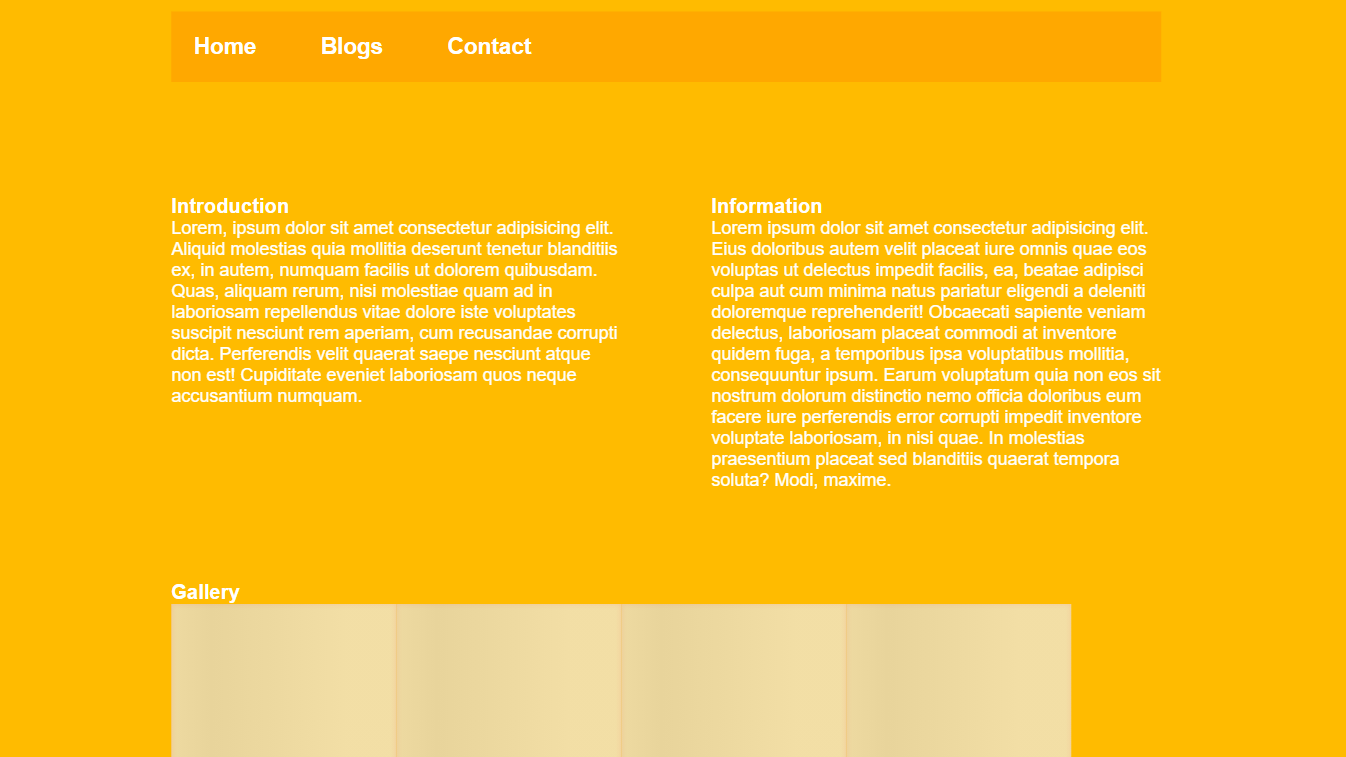 Home Blogs Contact
Introduction
Lorem, ipsum dolor sit amet consectetur adipisicing elit.
Aliquid molestias quia mollitia deserunt tenetur blanditiis
ex, in autem, numquam facilis ut dolorem quibusdam.
Quas, aliquam rerum, nisi molestiae quam ad in
laboriosam repellendus vitae dolore iste voluptates
suscipit nesciunt rem aperiam, cum recusandae corrupti
dicta. Perferendis velit quaerat saepe nesciunt atque
non est! Cupiditate eveniet laboriosam quos neque
accusantium numquam.
Information
Lorem ipsum dolor sit amet consectetur adipisicing elit.
Eius doloribus autem velit placeat iure omnis quae eos
voluptas ut delectus impedit facilis, ea, beatae adipisci
culpa aut cum minima natus pariatur eligendi a deleniti
doloremque reprehenderit! Obcaecati sapiente veniam
delectus, laboriosam placeat commodi at inventore
quidem fuga, a temporibus ipsa voluptatibus mollitia,
consequuntur ipsum. Earum voluptatum quia non eos sit
nostrum dolorum distinctio nemo officia doloribus eum
facere iure perferendis error corrupti impedit inventore
voluptate laboriosam, in nisi quae. In molestias
praesentium placeat sed blanditiis quaerat tempora
soluta? Modi, maxime.
Gallery